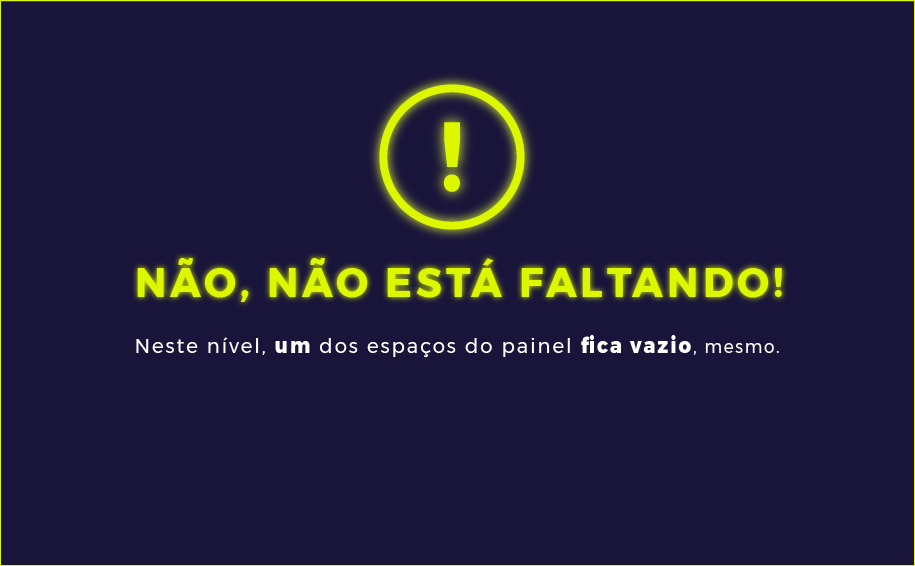 !
NÃO, NÃO ESTÁ FALTANDO!
Neste nível, um dos espaços do painel fica vazio, mesmo.